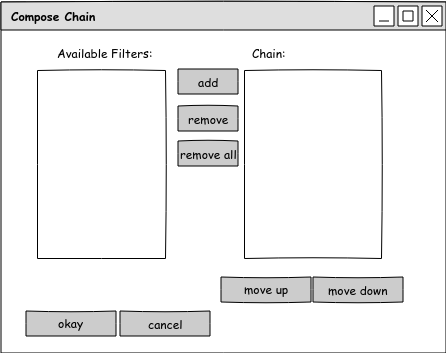 Compose Chain
Available Filters:
Chain:
add
remove
remove all
move up
move down
okay
cancel